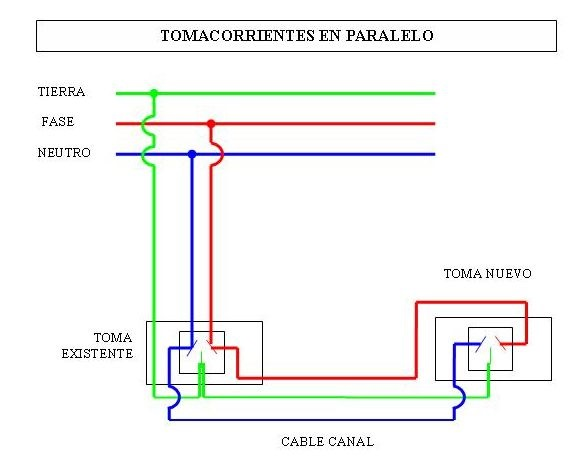 TOMACORRIENTES EN PARALELO
TIERRA
FASE
NEUTRO
TOMA NUEVO
TOMA
EXISTENTE
CABLE CANAL